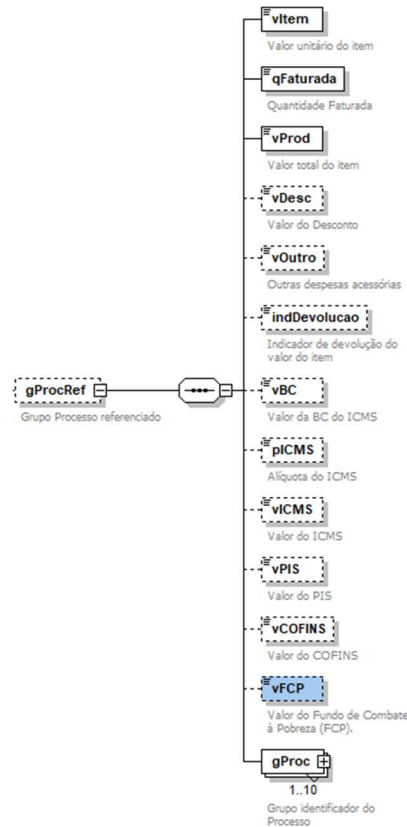 vItem
Valor unitário do item
qFaturada
Quantidade Faturada
vProd
Valor total do item
vDesc
Valor do Desconto
vOutro
Outras despesas acessórias
indDevolucao
Indicador de devolução do
valor do item
gProcRef
Grupo Processo referenciado
vBC
Valor da BC do ICMS
pICMS
Alíquota do ICMS
vICMS
Valor do ICMS
vPIS
Valor do PIS
vCOFINS
Valor do COFINS
vFCP
Valor do Fundo de Combate
à Pobreza (FCP).
gProc
1..10
Grupo identificador do
Processo